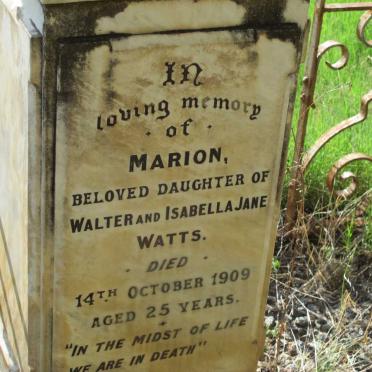 In
loving memory
of
MARION,
BELOVED DAUGHTER OF
WALTER AND ISABELLA JANE
WATTS.
DIED
14TH OCTOBER 1909
AGED 25 YEARS.
"IN THE MIDST OF LIFE
WE ARE IN DEATH"